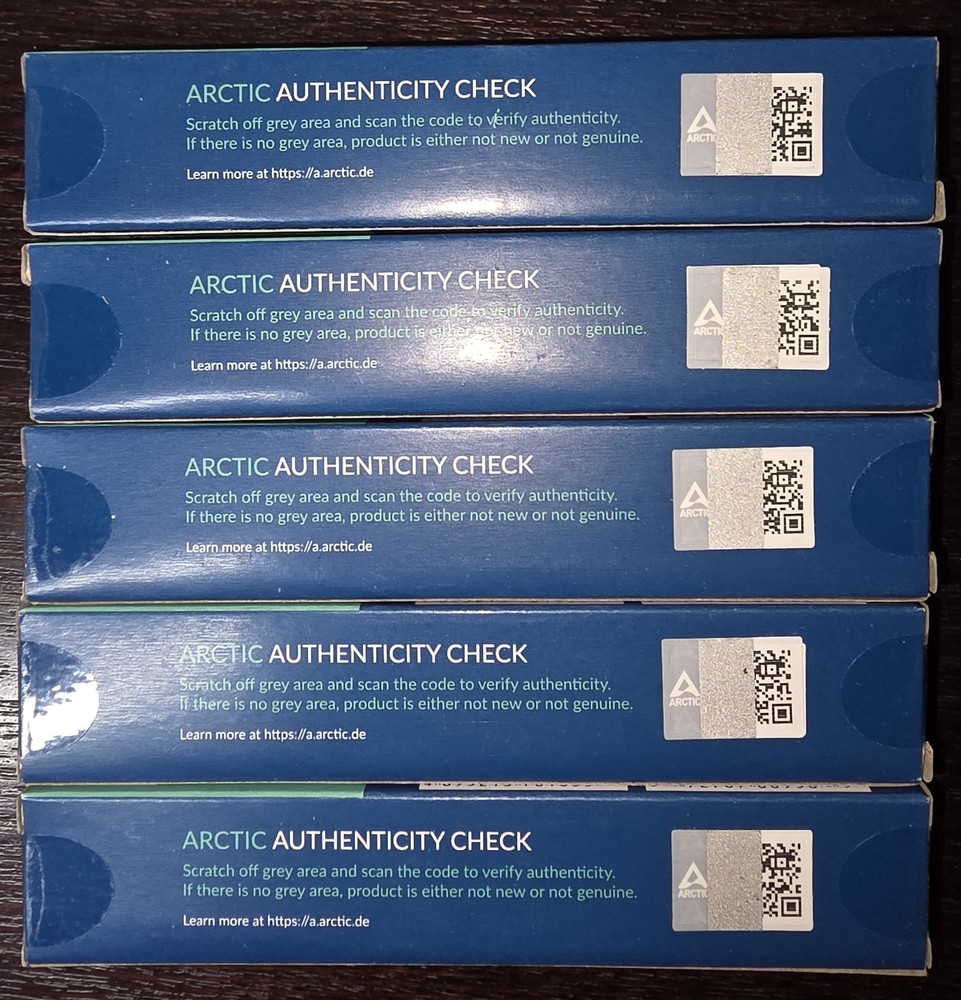 ARCTIC AUTHENTICITY CHECK
Scratch off grey area and scan the code to verify authenticity.
If there is no grey area, product is either not new or not genuine.
Learn more at https://a.arctic.de
ARCTIC
ARCTIC AUTHENTICITY CHECK
Scratch off grey area and scan the code to verify authenticity.
If there is no grey area, product is either not new or not genuine.
Learn more at https://a.arctic.de
ARCTIC
ARCTIC AUTHENTICITY CHECK
Scratch off grey area and scan the code to verify authenticity.
If there is no grey area, product is either not new or not genuine.
Learn more at https://a.arctic.de
ARCTIC
ARCTIC AUTHENTICITY CHECK
Scratch off grey area and scan the code to verify authenticity.
If there is no grey area, product is either not new or not genuine.
Learn more at https://a.arctic.de
ARCTIC
ARCTIC AUTHENTICITY CHECK
Scratch off grey area and scan the code to verify authenticity.
If there is no grey area, product is either not new or not genuine.
Learn more at https://a.arctic.de
ARCTIC